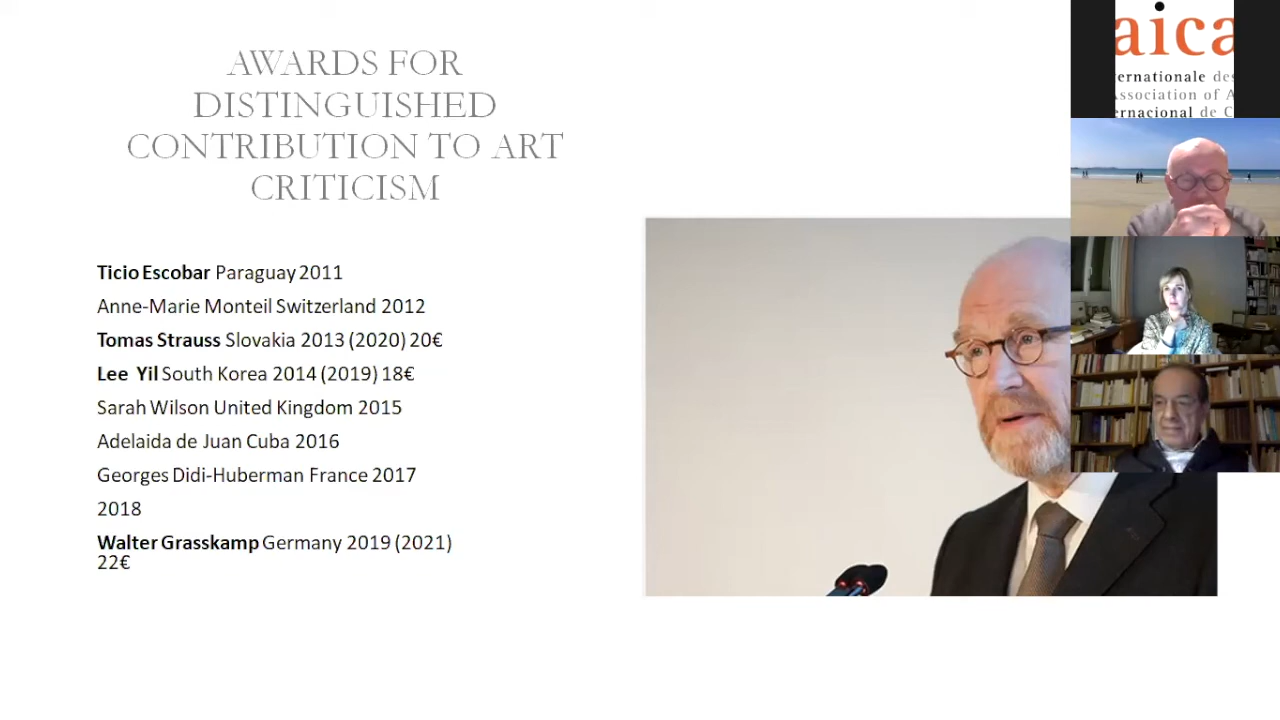 AWARDS FOR
DISTINGUISHED
CONTRIBUTION TO ART
CRITICISM
Ticio Escobar Paraguay 2011
Anne-Marie Monteil Switzerland 2012
Tomas Strauss Slovakia 2013 (2020) 20€
Lee Yil South Korea 2014 (2019) 18€
Sarah Wilson United Kingdom 2015
Adelaida de Juan Cuba 2016
Georges Didi-Huberman France 2017
2018
Walter Grasskamp Germany 2019 (2021)
22€
aica
ernationale des
Association of A
ernacional de C